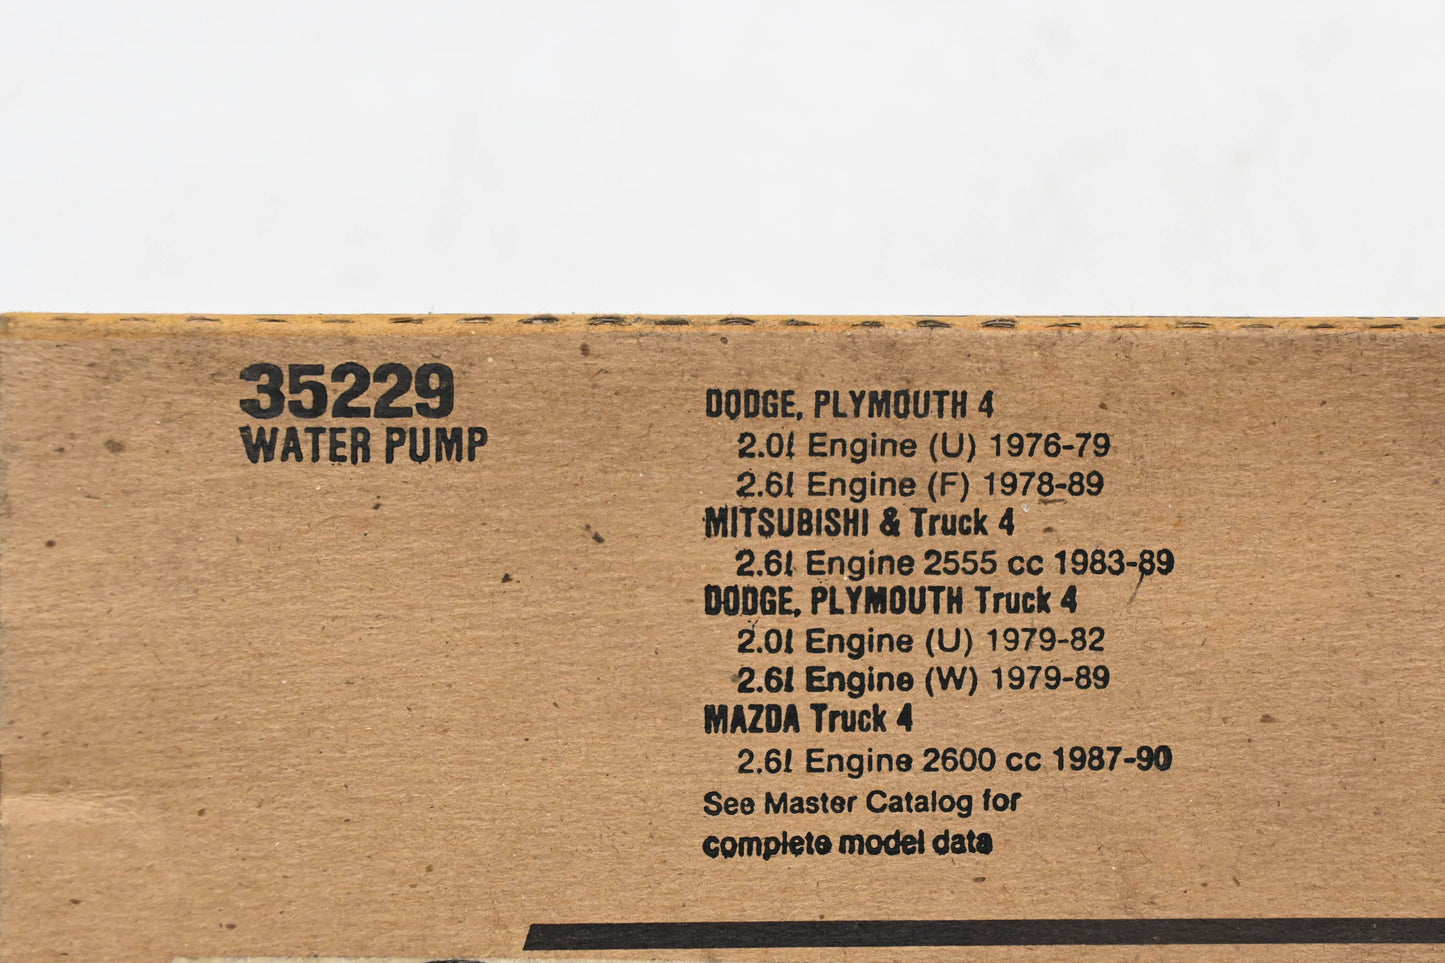 35229
WATER PUMP
DODGE, PLYMOUTH 4
2.0l Engine (U) 1976-79
2.6l Engine (F) 1978-89
MITSUBISHI & Truck 4
2.6l Engine 2555 cc 1983-89
DODGE, PLYMOUTH Truck 4
2.0l Engine (U) 1979-82
2.6l Engine (W) 1979-89
MAZDA Truck 4
2.6l Engine 2600 cc 1987-90
See Master Catalog for
complete model data